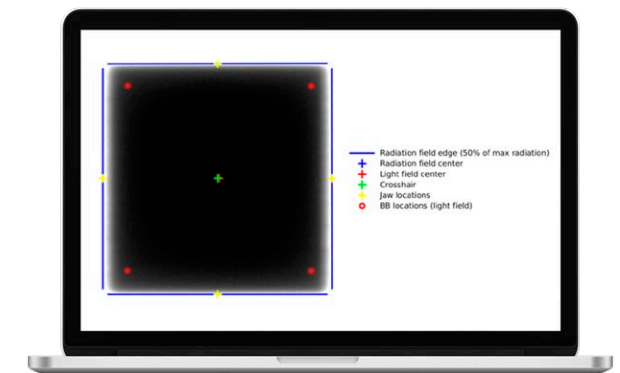 Radiation field edge (50% of max radiation)
Radiation field center
Light field center
Crosshair
Jaw locations
BB locations (light field)